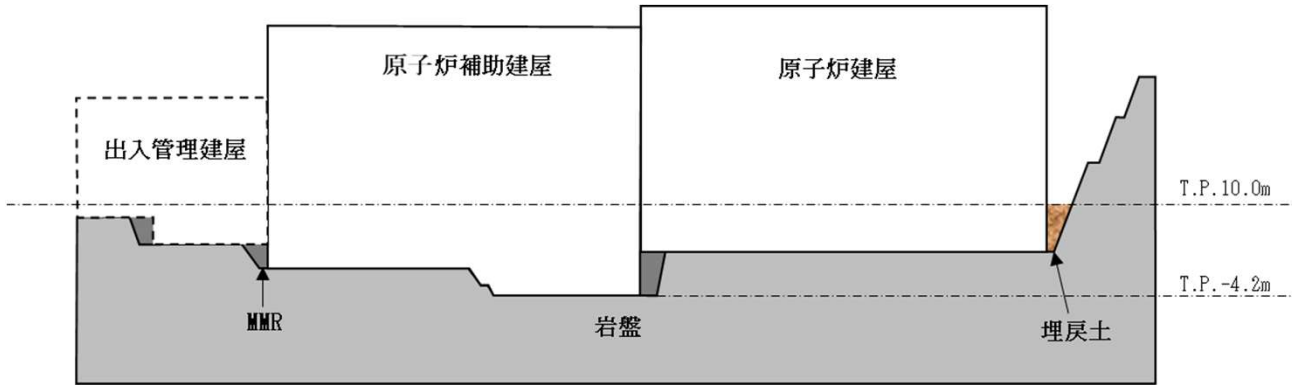 原子炉補助建屋
原子炉建屋
出入管理建屋
T.P.10.0m
T.P.-4.2m
MMR
岩盤
埋戻土